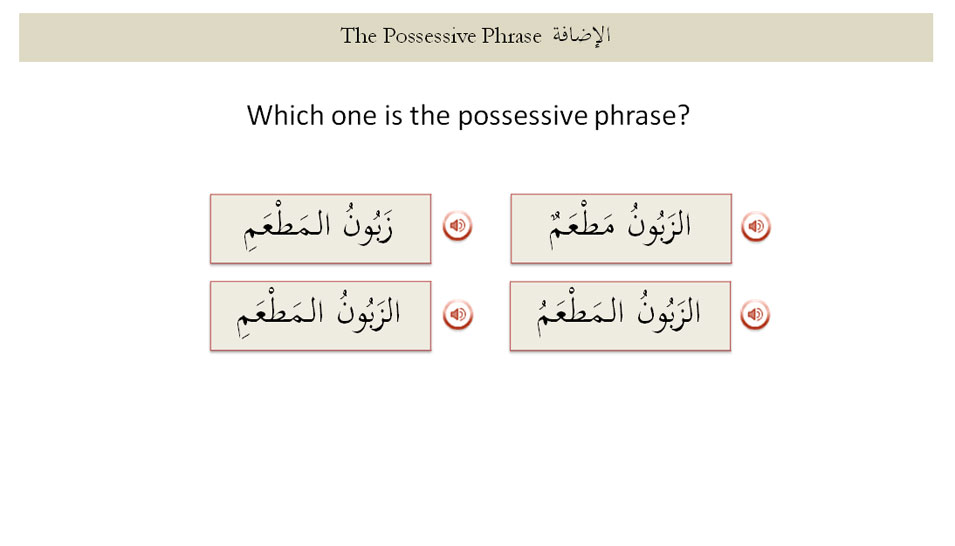 The Possessive Phrase الإضافة
Which one is the possessive phrase?
زَبُونُ المَطْعَمِ
الزَبُونُ مَطْعَمٌ
الزَبُونُ المَطْعَمِ
الزَبُونُ المَطْعَمُ